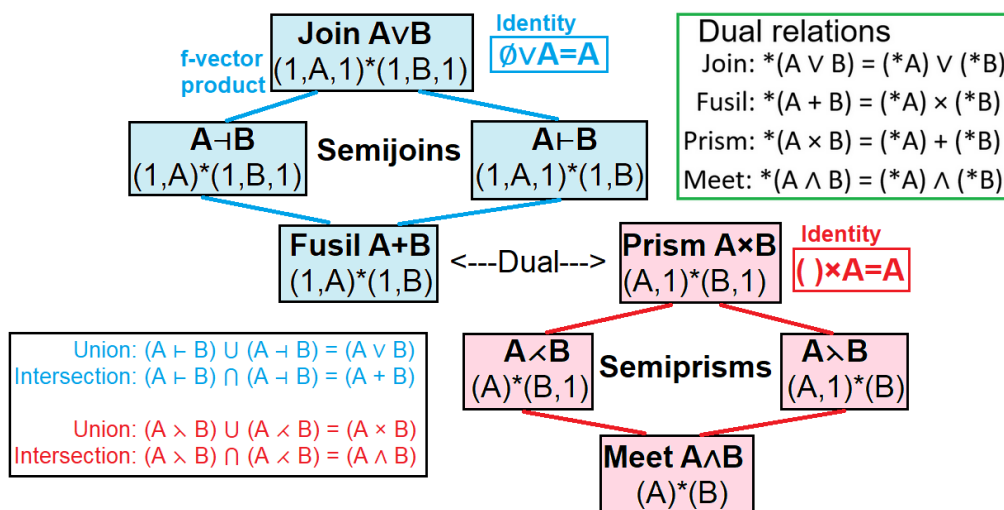 Join A∨B
(1,A,1)*(1,B,1)
f-vector
product
Identity
∅∨A=A
Dual relations
Join: *(A ∨ B) = (*A) ∨ (*B)
Fusil: *(A + B) = (*A) × (*B)
Prism: *(A × B) = (*A) + (*B)
Meet: *(A ∧ B) = (*A) ∧ (*B)
A⊣B
(1,A)*(1,B,1)
Semijoins
A⊢B
(1,A,1)*(1,B)
Fusil A+B
(1,A)*(1,B)
<---Dual--->
Prism A×B
(A,1)*(B,1)
Identity
( )×A=A
Union: (A ⊢ B) ∪ (A ⊣ B) = (A ∨ B)
Intersection: (A ⊢ B) ∩ (A ⊣ B) = (A + B)
Union: (A ⋋ B) ∪ (A ⋌ B) = (A × B)
Intersection: (A ⋋ B) ∩ (A ⋌ B) = (A ∧ B)
A⋌B
(A)*(B,1)
Semiprisms
A⋋B
(A,1)*(B)
Meet A∧B
(A)*(B)